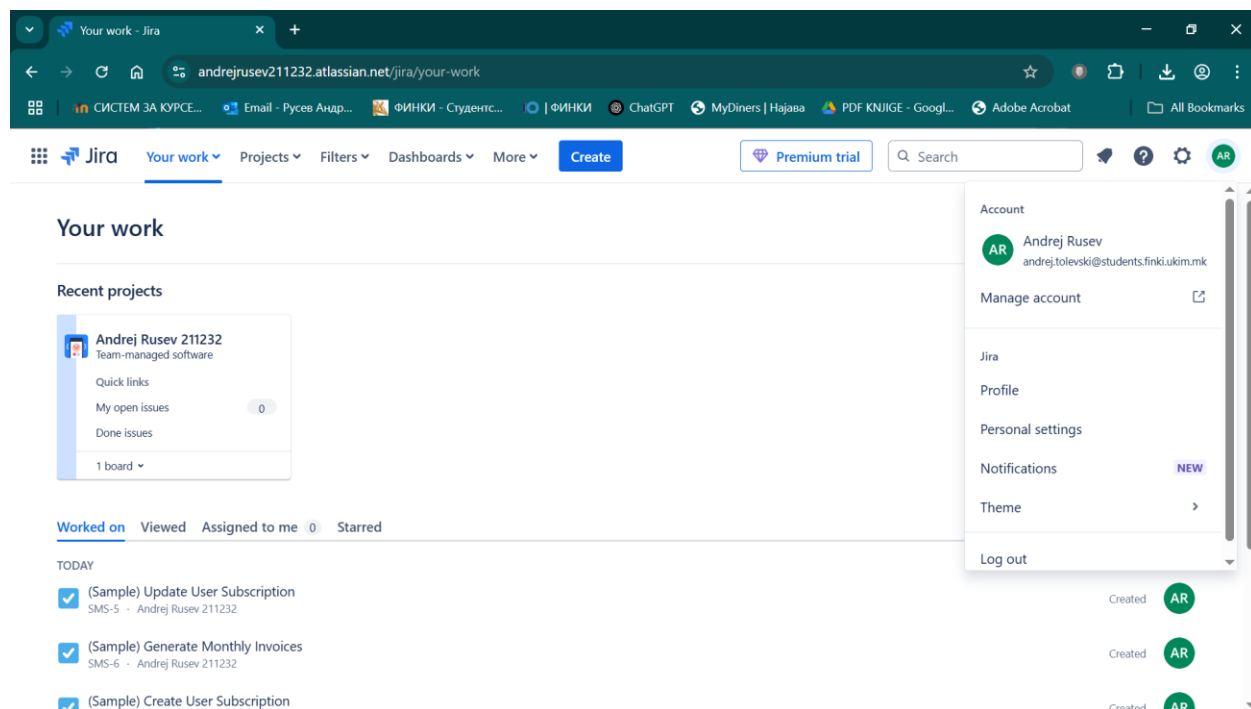 Your work - Jira
andrejrusev211232.atlassian.net/jira/your-work
СИСТЕМ ЗА КУРСЕ... Email - Русев Андр... ФИНКИ - Студентс... | ФИНКИ ChatGPT MyDiners | Најава PDF KNJIGE - Googl... Adobe Acrobat All Bookmarks
Jira Your work Projects Filters Dashboards More Create Premium trial Search AR
Your work
Recent projects
Andrej Rusev 211232
Team-managed software
Quick links
My open issues 0
Done issues
1 board
Worked on Viewed Assigned to me 0 Starred
TODAY
(Sample) Update User Subscription
SMS-5 · Andrej Rusev 211232
Created AR
(Sample) Generate Monthly Invoices
SMS-6 · Andrej Rusev 211232
Created AR
(Sample) Create User Subscription
Created AR
Account
AR Andrej Rusev
andrej.tolevski@students.finki.ukim.mk
Manage account
Jira
Profile
Personal settings
Notifications NEW
Theme
Log out